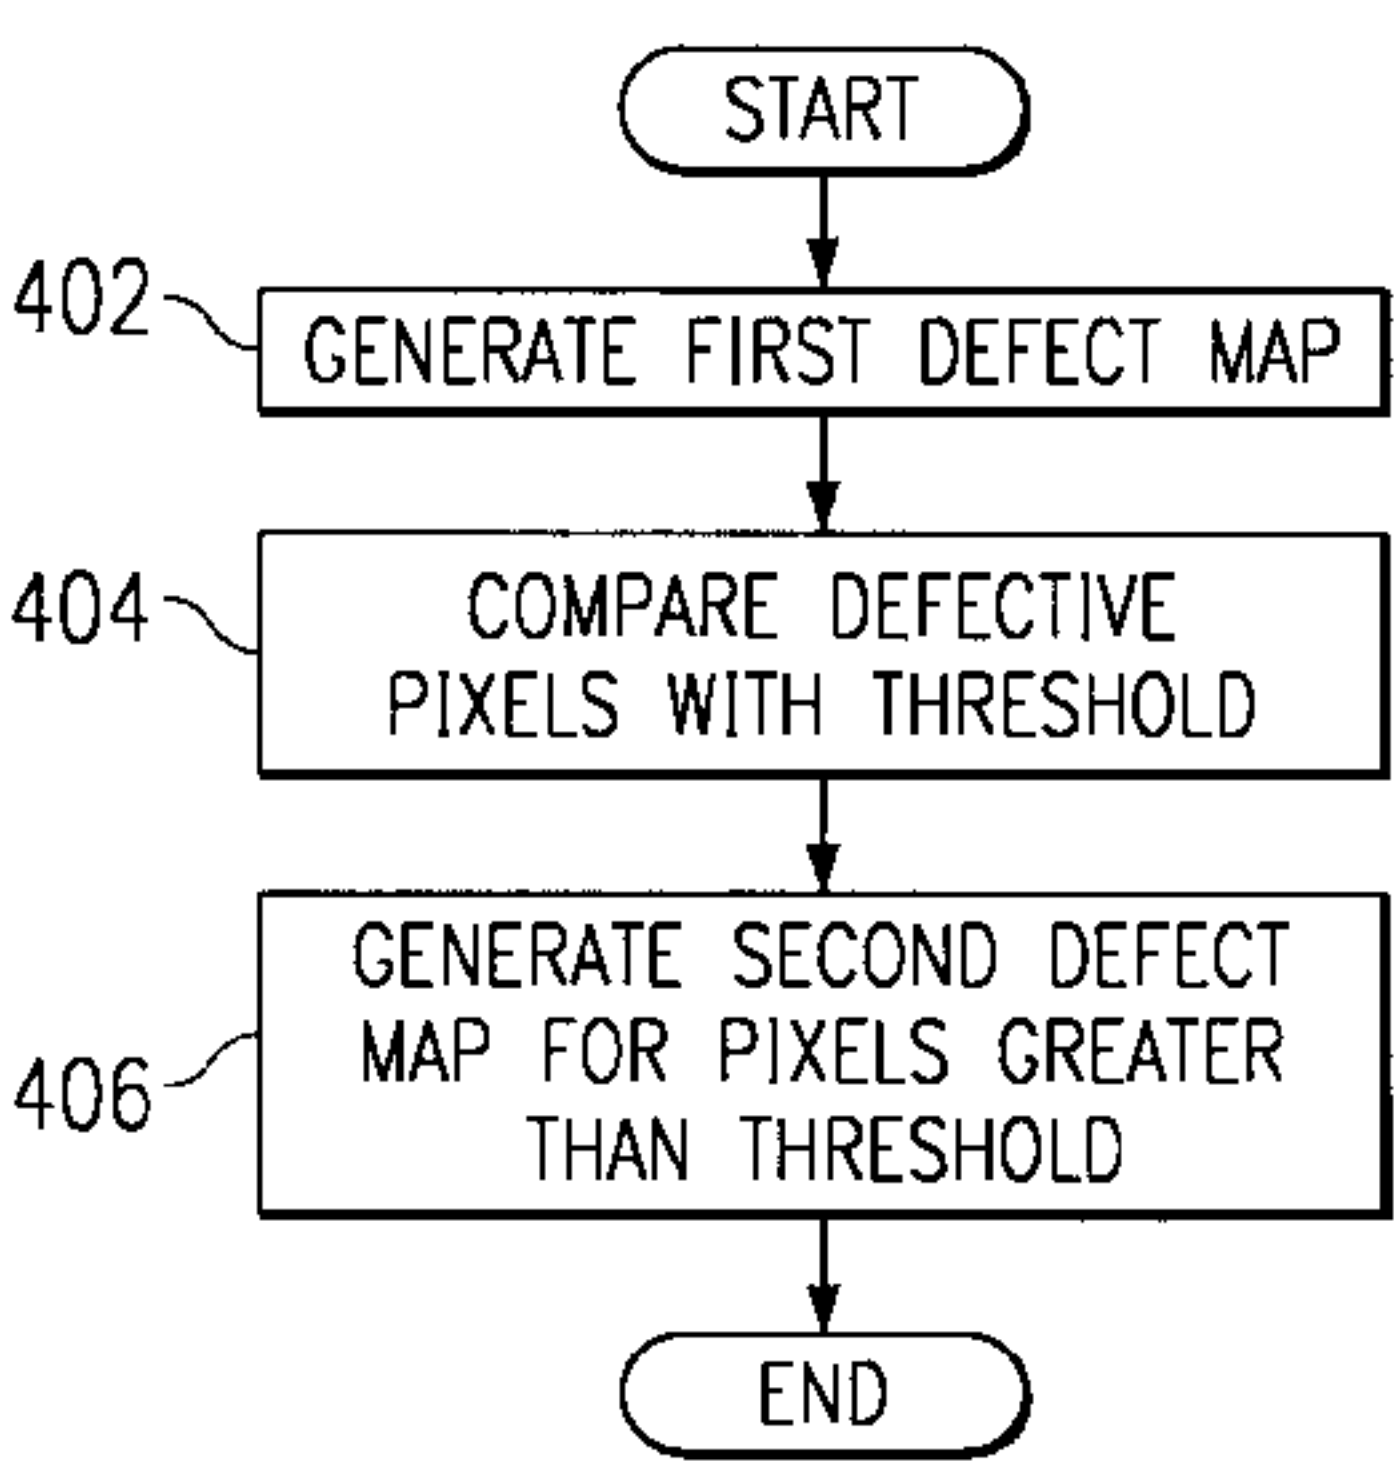 START
402
GENERATE FIRST DEFECT MAP
404
COMPARE DEFECTIVE
PIXELS WITH THRESHOLD
GENERATE SECOND DEFECT
MAP FOR PIXELS GREATER
THAN THRESHOLD
406
END